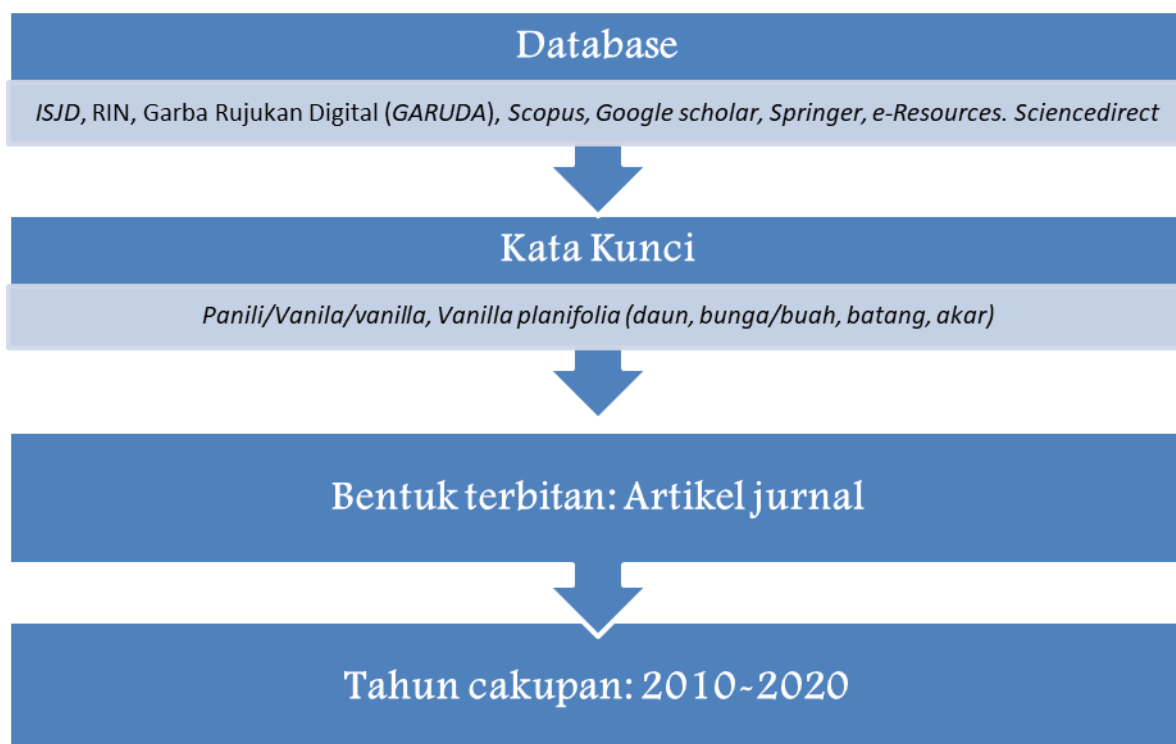 Database
ISJD, RIN, Garba Rujukan Digital (GARUDA), Scopus, Google scholar, Springer, e-Resources. Sciencedirect
Kata Kunci
Panili/Vanila/vanilla, Vanilla planifolia (daun, bunga/buah, batang, akar)
Bentuk terbitan: Artikel jurnal
Tahun cakupan: 2010-2020